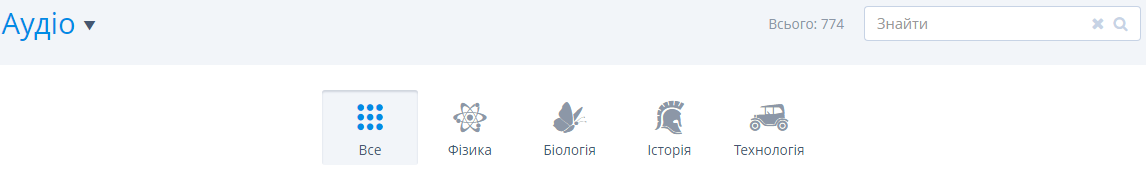 Аудіо
Всього: 774
Знайти
Все
Фізика
Біологія
Історія
Технологія